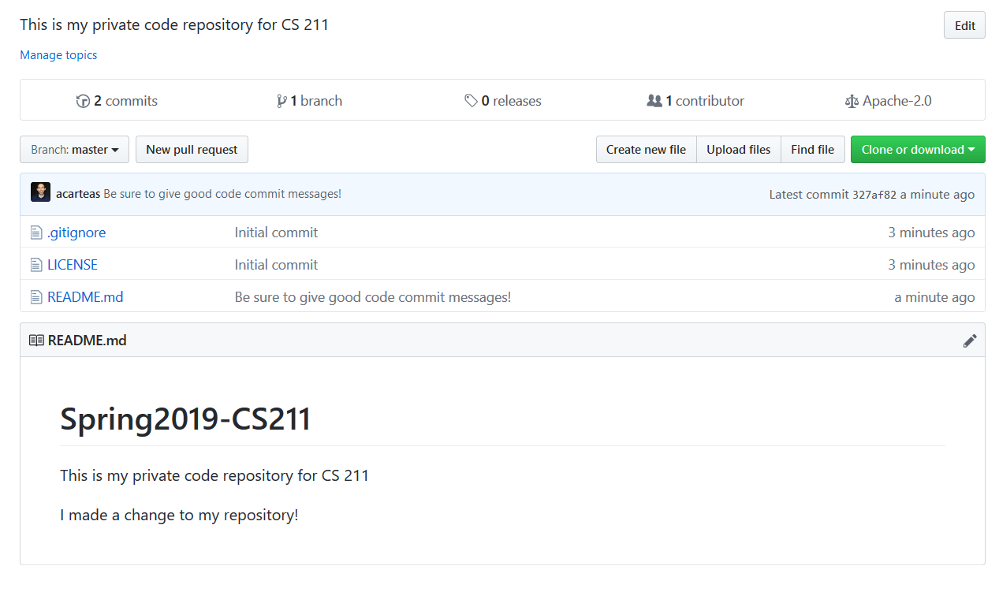 This is my private code repository for CS 211
Edit
Manage topics
2 commits
1 branch
0 releases
1 contributor
Apache-2.0
Branch: master
New pull request
Create new file
Upload files
Find file
Clone or download
acarteas Be sure to give good code commit messages!
Latest commit 327af82 a minute ago
.gitignore Initial commit 3 minutes ago
LICENSE Initial commit 3 minutes ago
README.md Be sure to give good code commit messages! a minute ago
README.md
Spring2019-CS211
This is my private code repository for CS 211
I made a change to my repository!